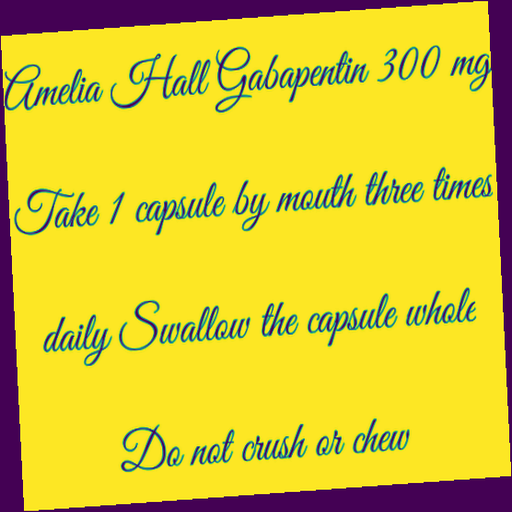 Amelia Hall Gabapentin 300 mg
Take 1 capsule by mouth three times
daily Swallow the capsule whole
Do not crush or chew